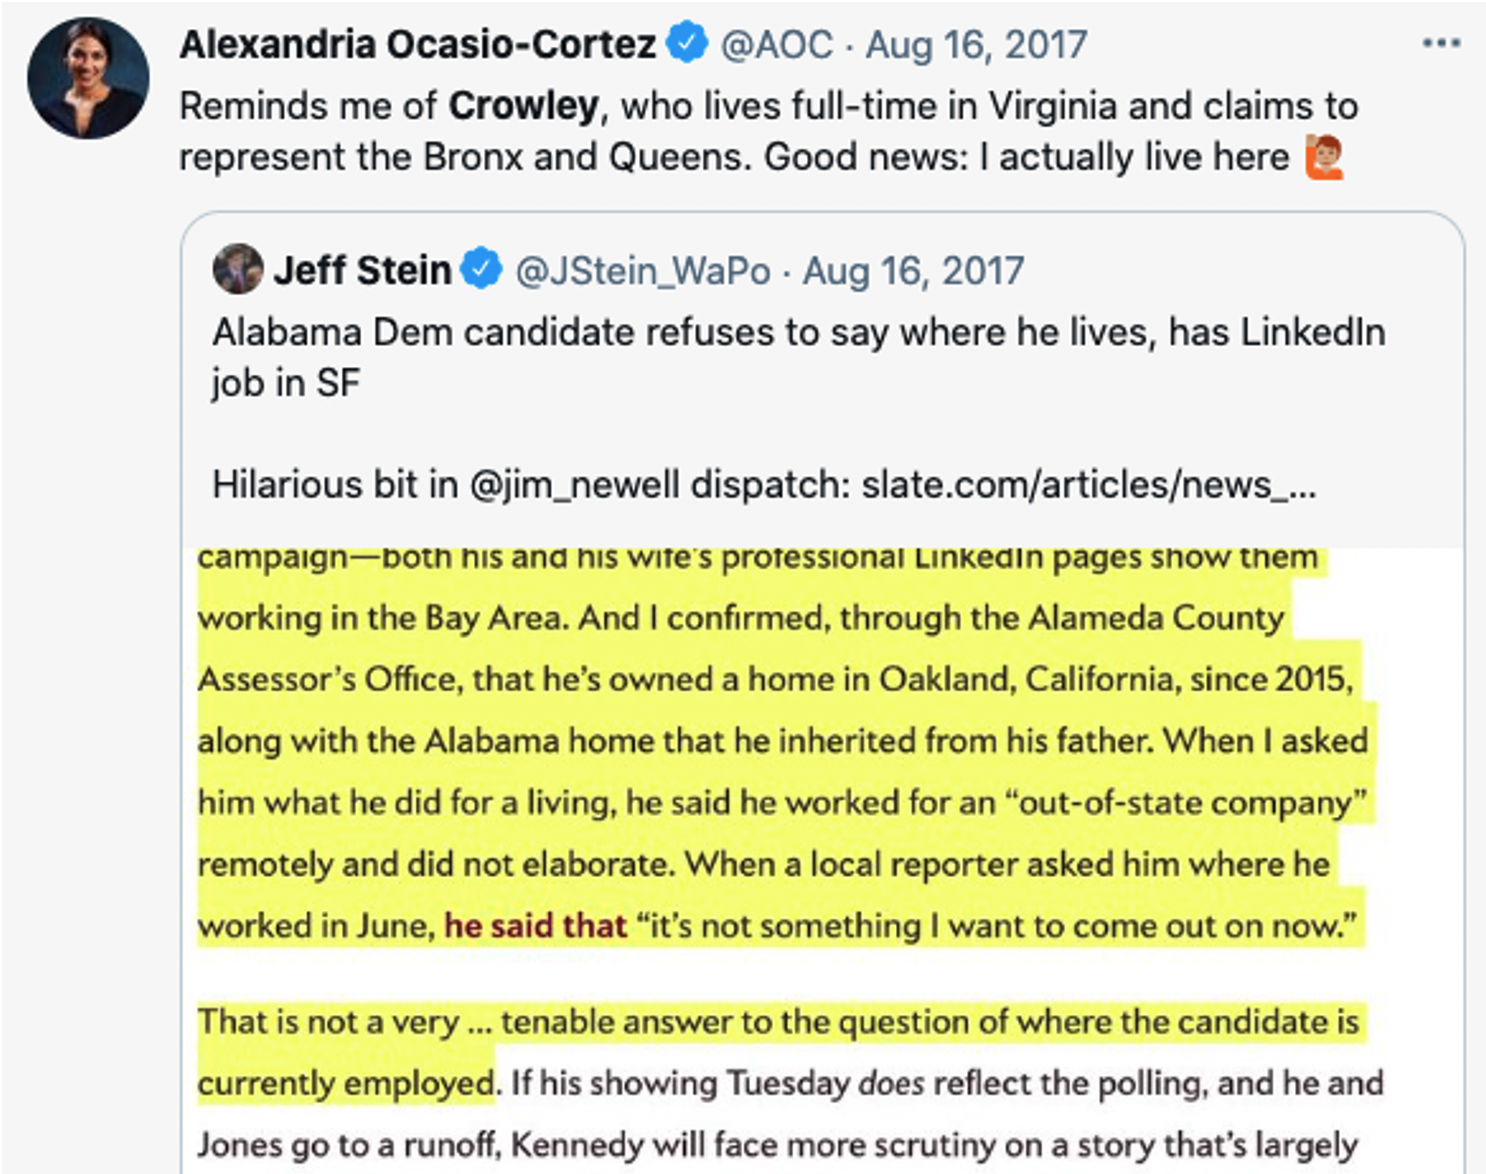 Alexandria Ocasio-Cortez @AOC · Aug 16, 2017
Reminds me of Crowley, who lives full-time in Virginia and claims to
represent the Bronx and Queens. Good news: I actually live here 🙋🏽
Jeff Stein @JStein_WaPo · Aug 16, 2017
Alabama Dem candidate refuses to say where he lives, has LinkedIn
job in SF
Hilarious bit in @jim_newell dispatch: slate.com/articles/news_...
campaign—both his and his wife’s professional LinkedIn pages show them
working in the Bay Area. And I confirmed, through the Alameda County
Assessor’s Office, that he’s owned a home in Oakland, California, since 2015,
along with the Alabama home that he inherited from his father. When I asked
him what he did for a living, he said he worked for an “out-of-state company”
remotely and did not elaborate. When a local reporter asked him where he
worked in June, he said that “it’s not something I want to come out on now.”
That is not a very ... tenable answer to the question of where the candidate is
currently employed. If his showing Tuesday does reflect the polling, and he and
Jones go to a runoff, Kennedy will face more scrutiny on a story that’s largely